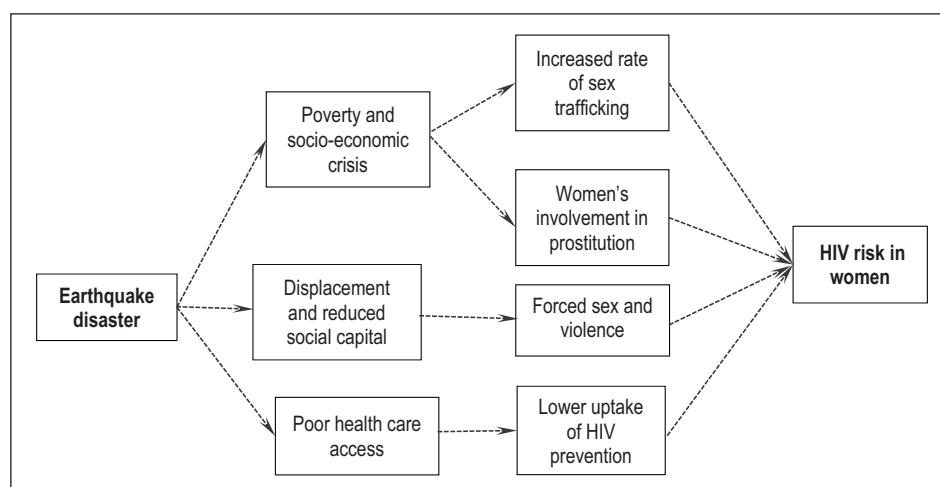 Earthquake
disaster
Poverty and
socio-economic
crisis
Displacement
and reduced
social capital
Poor health care
access
Increased rate
of sex
trafficking
Women's
involvement in
prostitution
Forced sex and
violence
Lower uptake
of HIV
prevention
HIV risk in
women